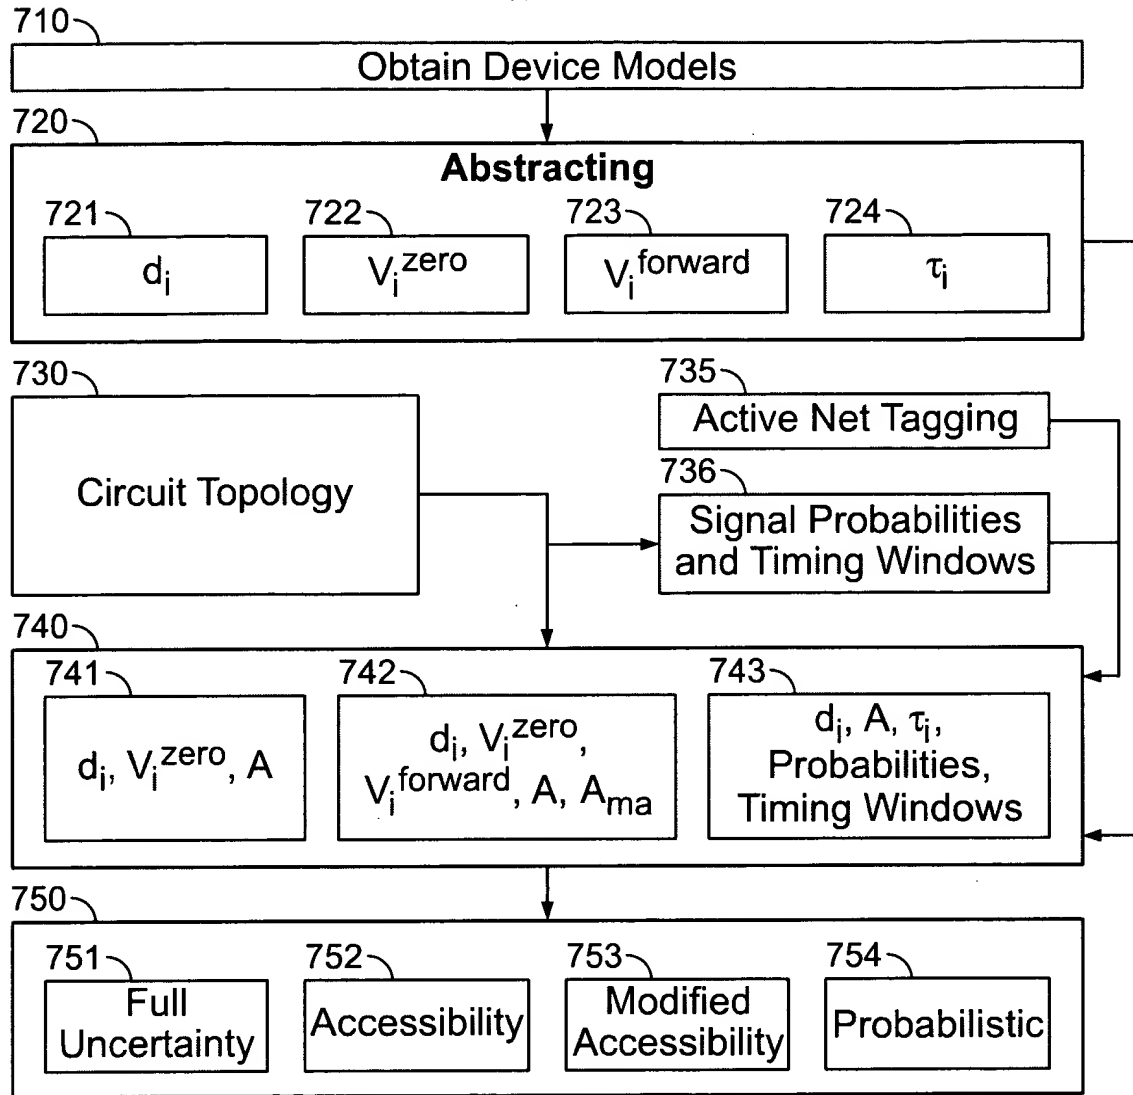 710
Obtain Device Models
720
Abstracting
721
722
723
724
d_i
V_i^zero
V_i^forward
τ_i
730
Circuit Topology
735
Active Net Tagging
736
Signal Probabilities
and Timing Windows
740
741
742
743
d_i, V_i^zero, A
d_i, V_i^zero,
V_i^forward, A, A_ma
d_i, A, τ_i,
Probabilities,
Timing Windows
750
751
752
753
754
Full
Uncertainty
Accessibility
Modified
Accessibility
Probabilistic